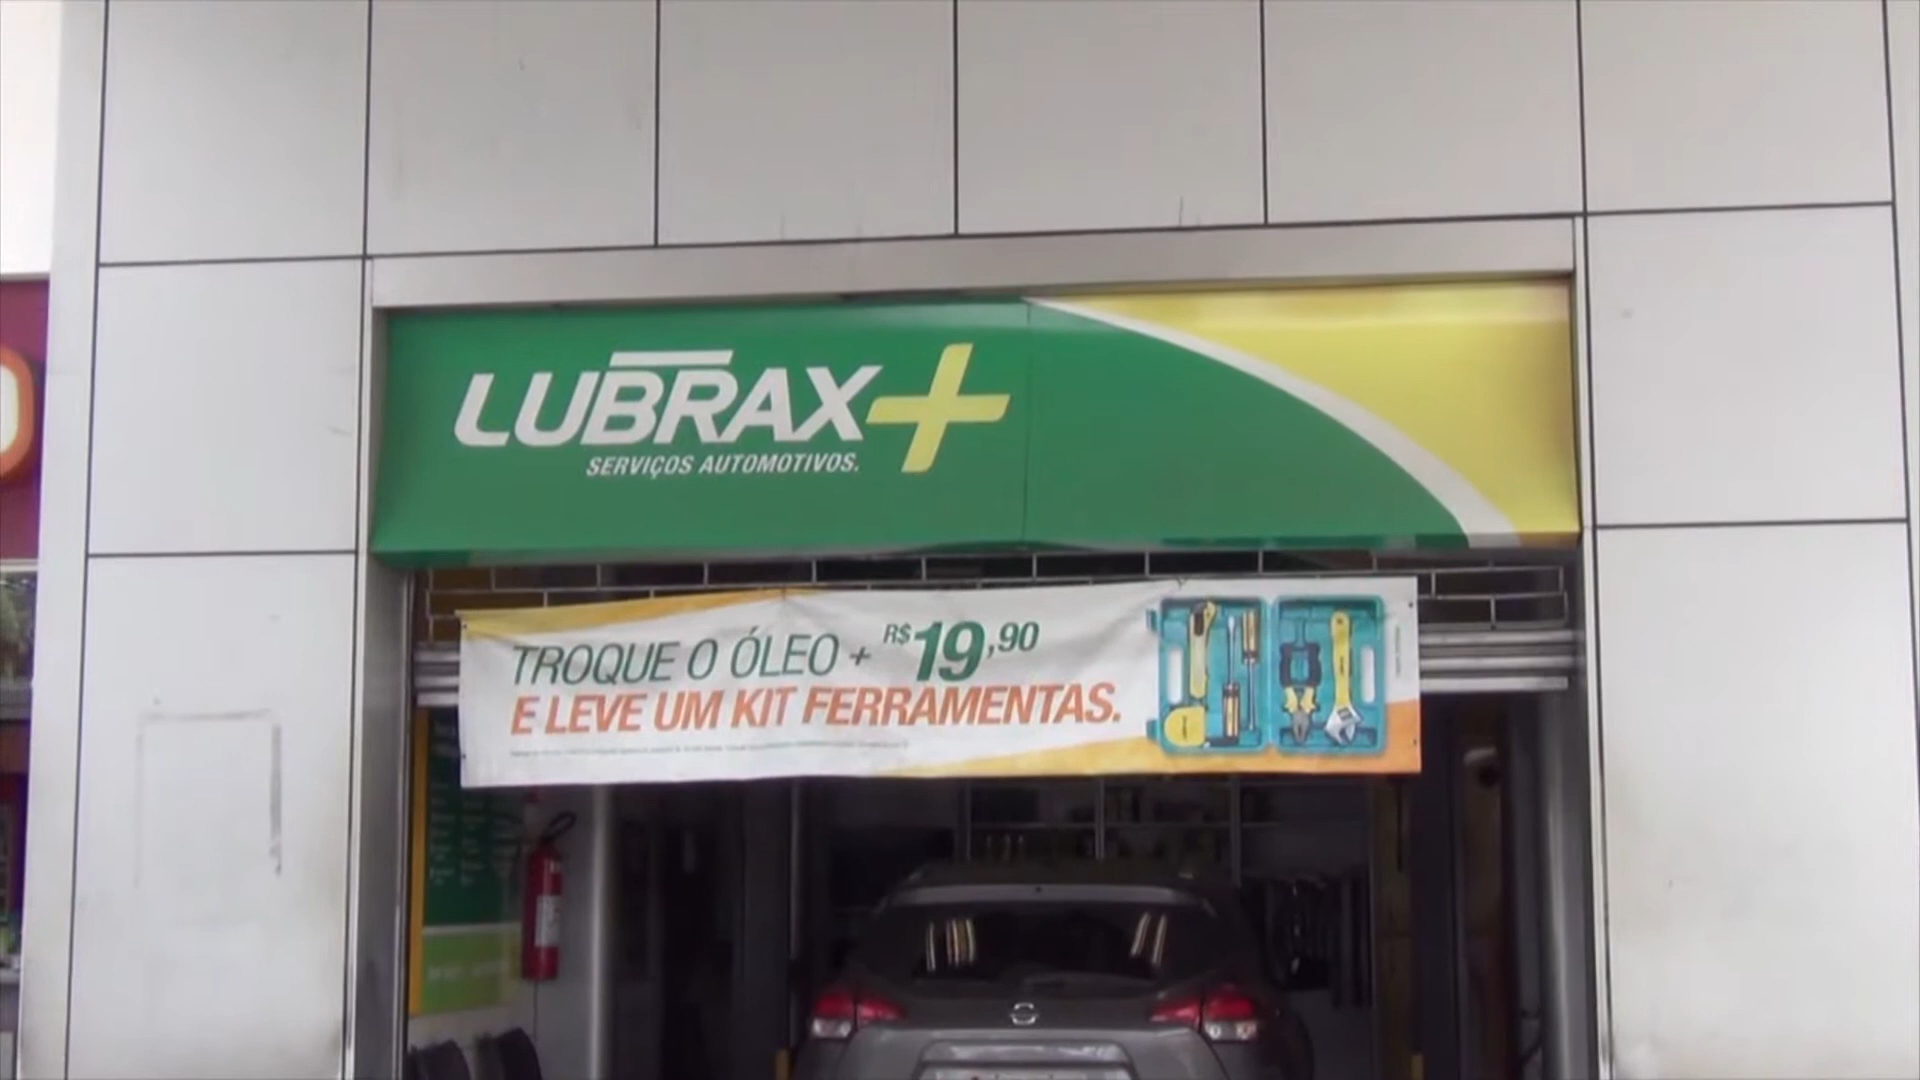 LUBRAX+
SERVIÇOS AUTOMOTIVOS.
TROQUE O ÓLEO + R$ 19,90
E LEVE UM KIT FERRAMENTAS.